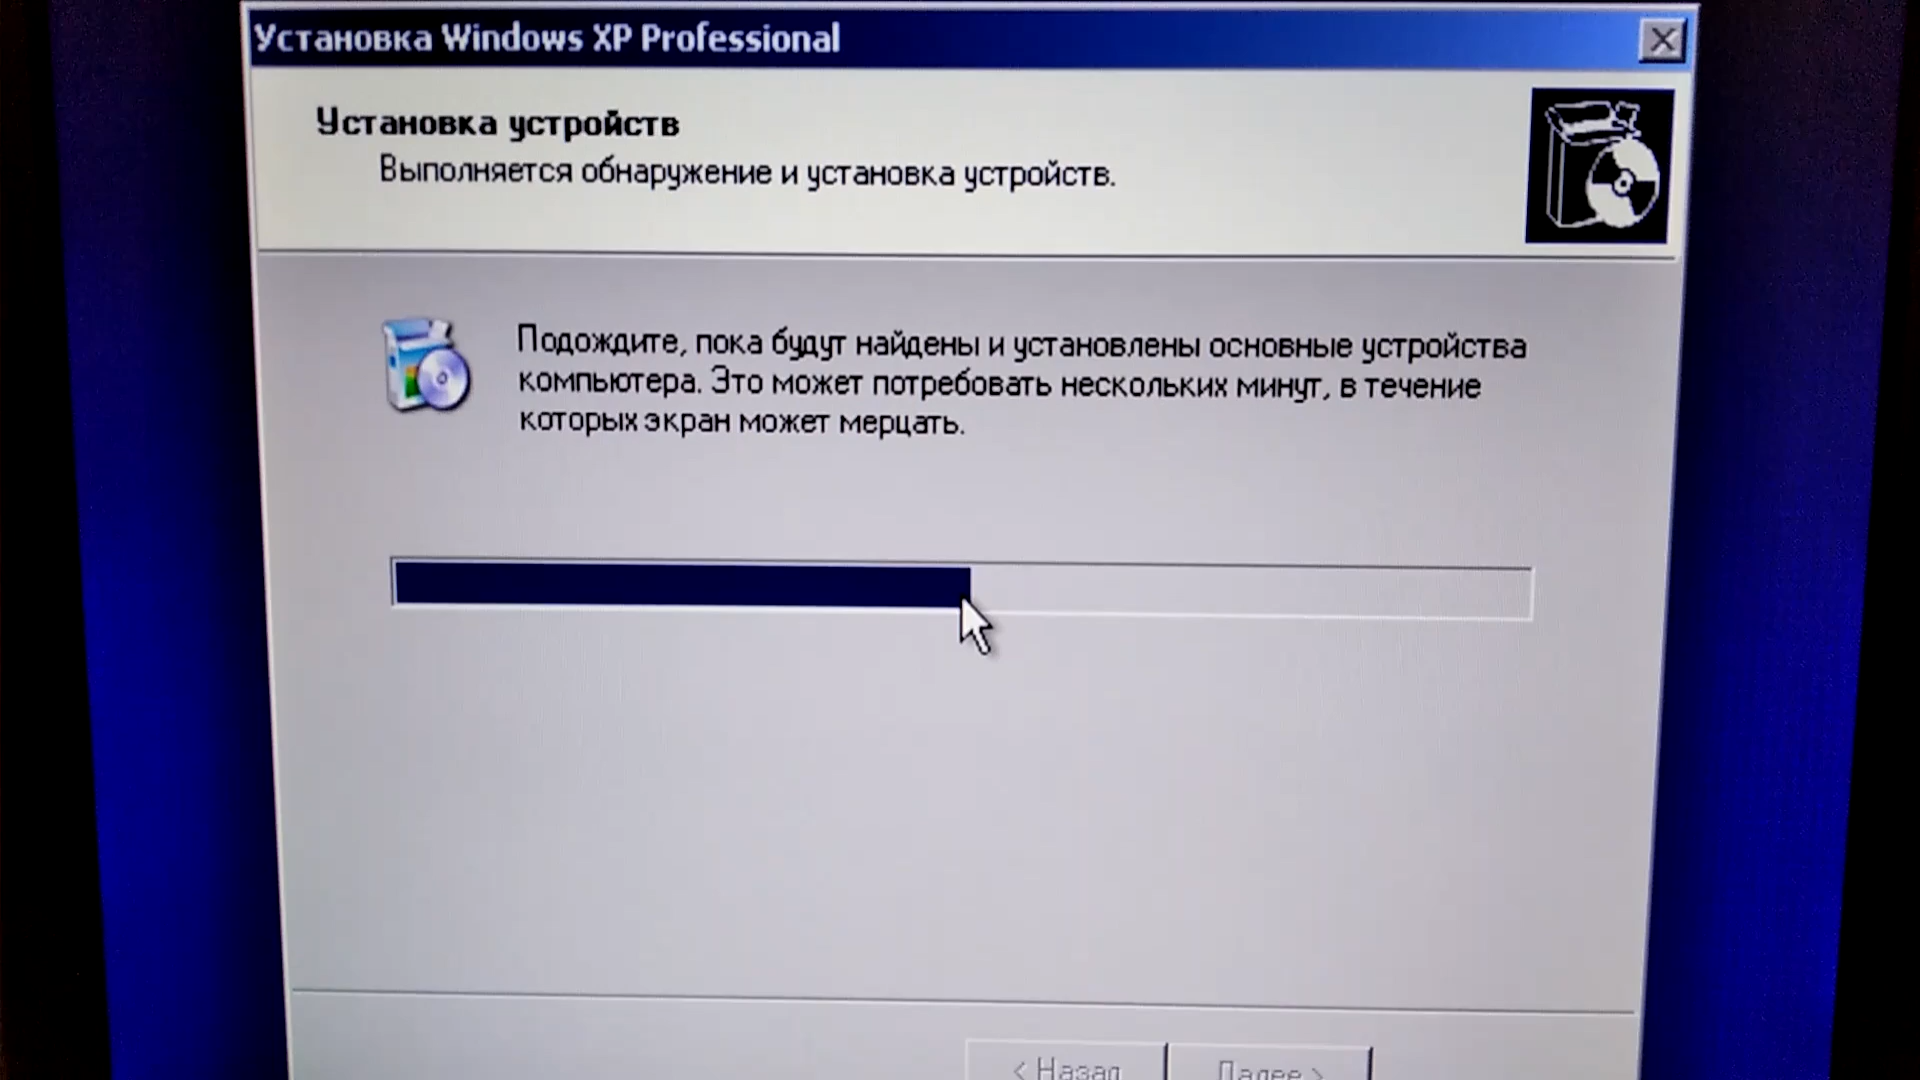 Установка Windows XP Professional
Установка устройств
Выполняется обнаружение и установка устройств.
Подождите, пока будут найдены и установлены основные устройства
компьютера. Это может потребовать нескольких минут, в течение
которых экран может мерцать.
< Назад
Далее >